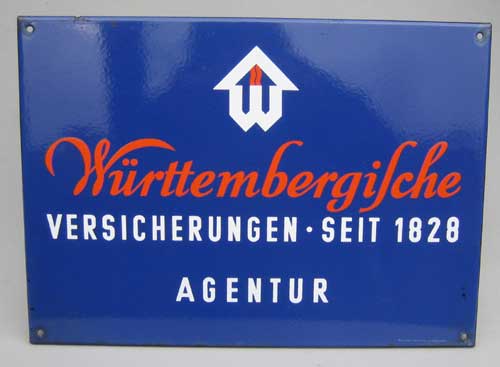 W
Württembergiſche
VERSICHERUNGEN · SEIT 1828
AGENTUR